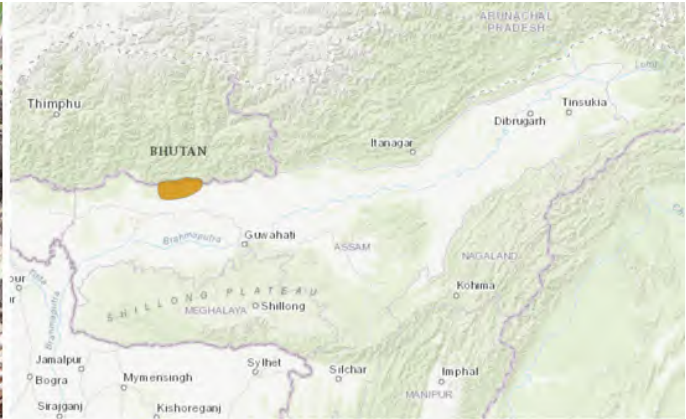 ARUNACHAL
PRADESH
Thimphu
Tinsukia
Dibrugarh
BHUTAN
Itanagar
Brahmaputra
Guwahati
ASSAM
NAGALAND
SHILLONG PLATEAU
MEGHALAYA
Shillong
Kohima
Brahmaputra
Jamalpur
Sylhet
Silchar
Imphal
Bogra
Mymensingh
MANIPUR
Sirajganj
Kishoreganj